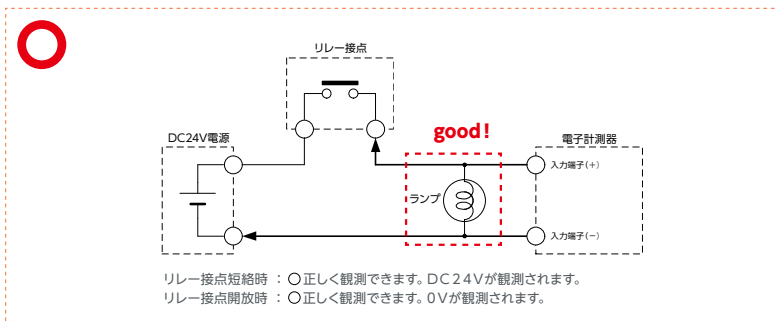 リレー接点
good!
DC24V電源
電子計測器
入力端子(+)
ランプ
入力端子(−)
リレー接点短絡時 : ○正しく観測できます。DC24Vが観測されます。
リレー接点開放時 : ○正しく観測できます。0Vが観測されます。